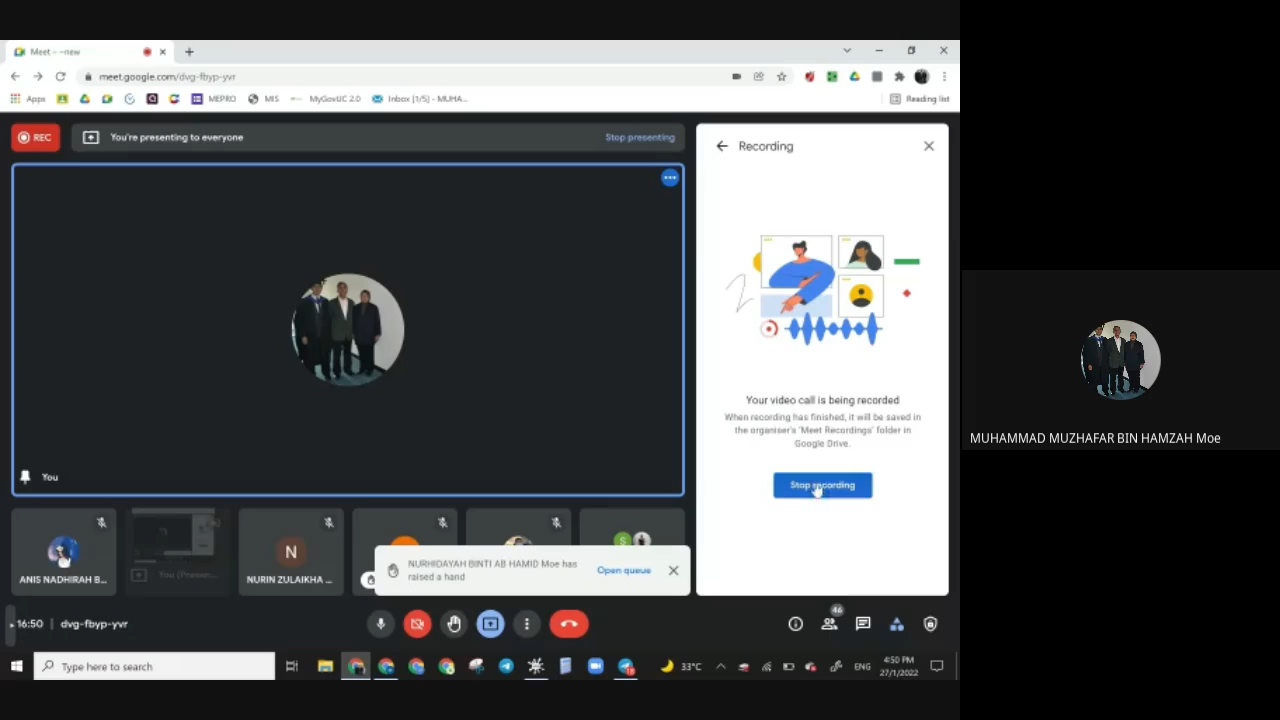 Meet - -new
meet.google.com/dvg-fbyp-yvr
Apps
MEPRO
MIS
MyGovUC 2.0
Inbox (1/5) - MUHA...
Reading list
REC
You're presenting to everyone
Stop presenting
Recording
Your video call is being recorded
When recording has finished, it will be saved in
the organiser's 'Meet Recordings' folder in
Google Drive.
Stop recording
You
MUHAMMAD MUZHAFAR BIN HAMZAH Moe
N
S
ANIS NADHIRAH B...
You (Presen...
NURIN ZULAIKHA ...
NURHIDAYAH BINTI AB HAMID Moe has
raised a hand
Open queue
16:50 | dvg-fbyp-yvr
46
Type here to search
33°C
ENG
4:50 PM
27/1/2022